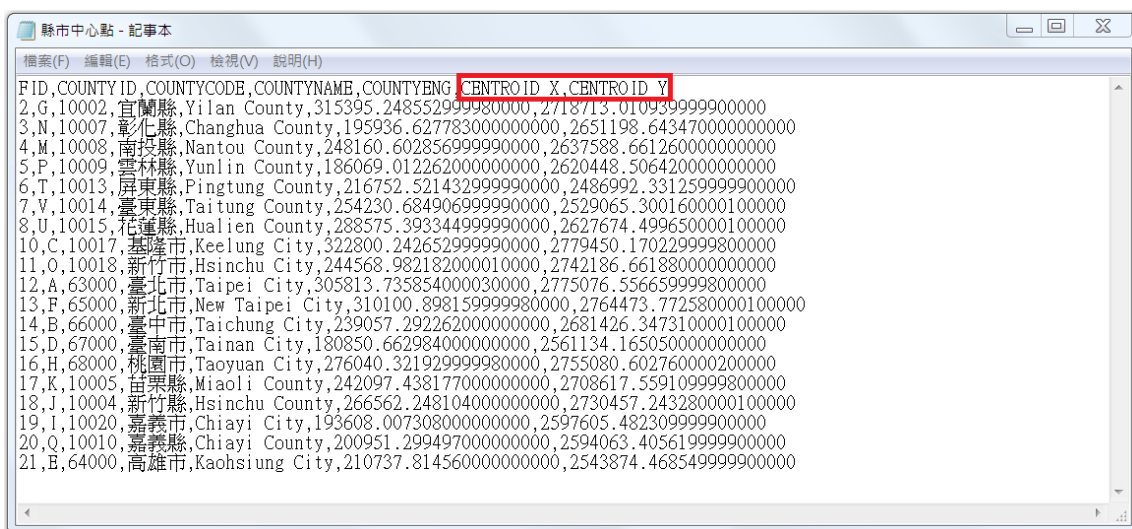 縣市中心點 - 記事本
檔案(F) 編輯(E) 格式(O) 檢視(V) 說明(H)
FID,COUNTYID,COUNTYCODE,COUNTYNAME,COUNTYENG,CENTROID_X,CENTROID_Y
2,G,10002,宜蘭縣,Yilan County,315395.248552999980000,2718713.010939999900000
3,N,10007,彰化縣,Changhua County,195936.627783000000000,2651198.643470000000000
4,M,10008,南投縣,Nantou County,248160.602856999990000,2637588.661260000000000
5,P,10009,雲林縣,Yunlin County,186069.012262000000000,2620448.506420000000000
6,T,10013,屏東縣,Pingtung County,216752.521432999990000,2486992.331259999900000
7,V,10014,臺東縣,Taitung County,254230.684906999990000,2529065.300160000100000
8,U,10015,花蓮縣,Hualien County,288575.393344999990000,2627674.499650000100000
10,C,10017,基隆市,Keelung City,322800.242652999990000,2779450.170229999800000
11,O,10018,新竹市,Hsinchu City,244568.982182000010000,2742186.661880000000000
12,A,63000,臺北市,Taipei City,305813.735854000030000,2775076.556659999800000
13,F,65000,新北市,New Taipei City,310100.898159999980000,2764473.772580000100000
14,B,66000,臺中市,Taichung City,239057.292262000000000,2681426.347310000100000
15,D,67000,臺南市,Tainan City,180850.662984000000000,2561134.165050000000000
16,H,68000,桃園市,Taoyuan City,276040.321929999980000,2755080.602760000200000
17,K,10005,苗栗縣,Miaoli County,242097.438177000000000,2708617.559109999800000
18,J,10004,新竹縣,Hsinchu County,266562.248104000000000,2730457.243280000100000
19,I,10020,嘉義市,Chiayi City,193608.007308000000000,2597605.482309999900000
20,Q,10010,嘉義縣,Chiayi County,200951.299497000000000,2594063.405619999900000
21,E,64000,高雄市,Kaohsiung City,210737.814560000000000,2543874.468549999900000